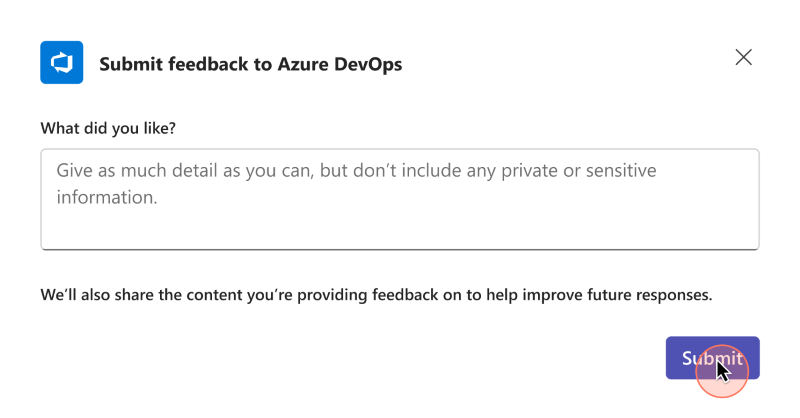 Submit feedback to Azure DevOps
What did you like?
Give as much detail as you can, but don’t include any private or sensitive
information.
We’ll also share the content you’re providing feedback on to help improve future responses.
Submit